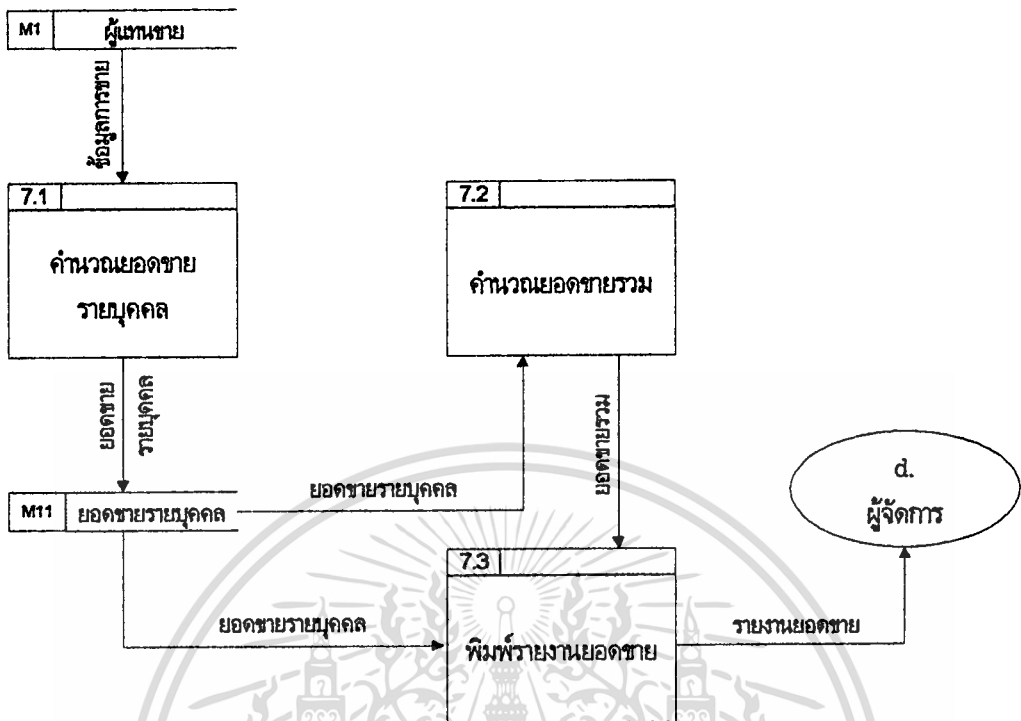 M1 ผู้แทนขาย
ข้อมูลการขาย
7.1
คำนวณยอดขาย
รายบุคคล
7.2
คำนวณยอดขายรวม
ยอดขาย
รายบุคคล
ยอดขายรวม
M11 ยอดขายรายบุคคล
ยอดขายรายบุคคล
d.
ผู้จัดการ
7.3
พิมพ์รายงานยอดขาย
ยอดขายรายบุคคล
รายงานยอดขาย